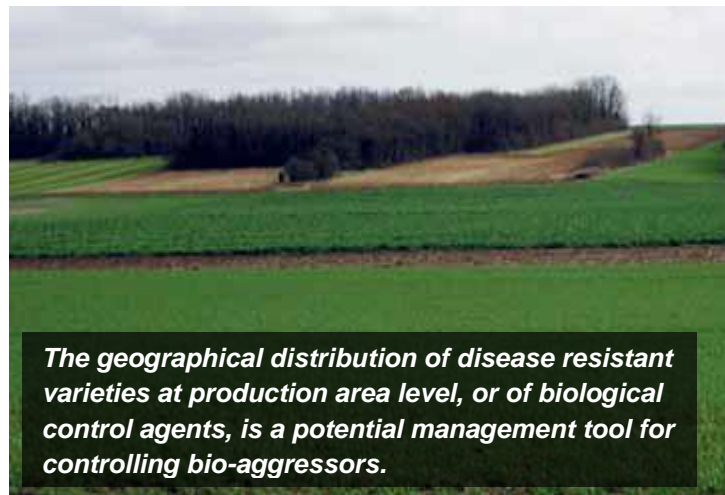 The geographical distribution of disease resistant
varieties at production area level, or of biological
control agents, is a potential management tool for
controlling bio-aggressors.